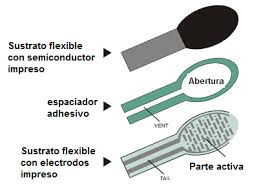 Sustrato flexible
con semiconductor
impreso
Abertura
espaciador
adhesivo
VENT
Sustrato flexible
con electrodos
impreso
Parte activa
TAIL